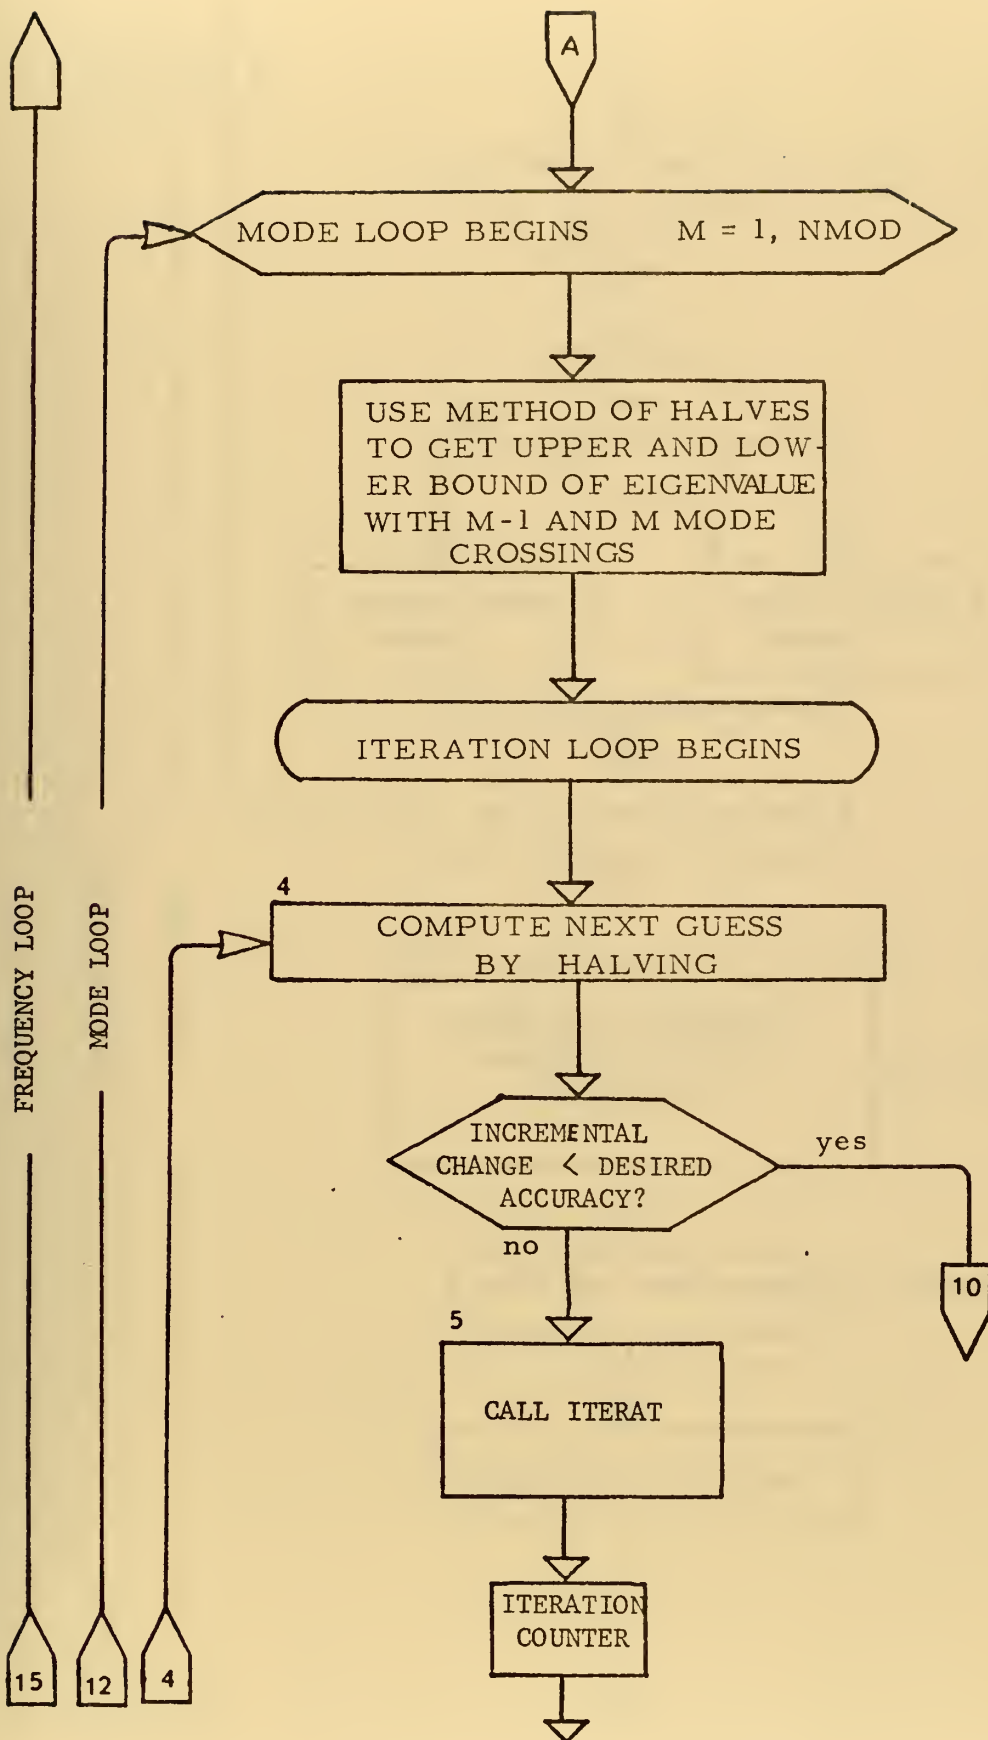 A
MODE LOOP BEGINS M = 1, NMOD
USE METHOD OF HALVES
TO GET UPPER AND LOW-
ER BOUND OF EIGENVALUE
WITH M-1 AND M MODE
CROSSINGS
ITERATION LOOP BEGINS
4
COMPUTE NEXT GUESS
BY HALVING
INCREMENTAL
CHANGE < DESIRED
ACCURACY?
yes
no
10
5
CALL ITERAT
ITERATION
COUNTER
FREQUENCY LOOP
MODE LOOP
15
12
4